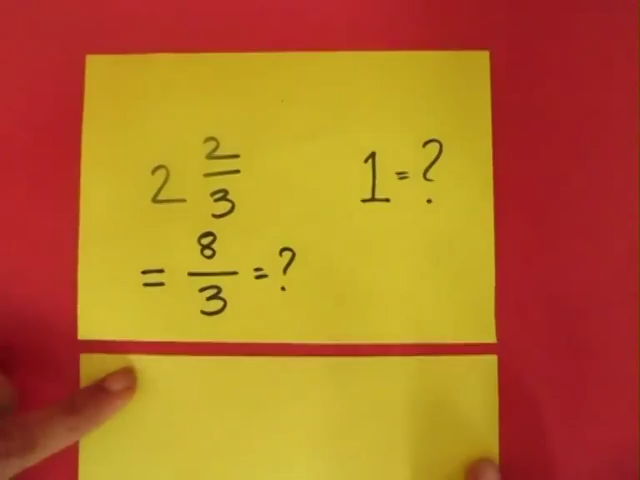 2 2/3
= 8/3 = ?
1 = ?